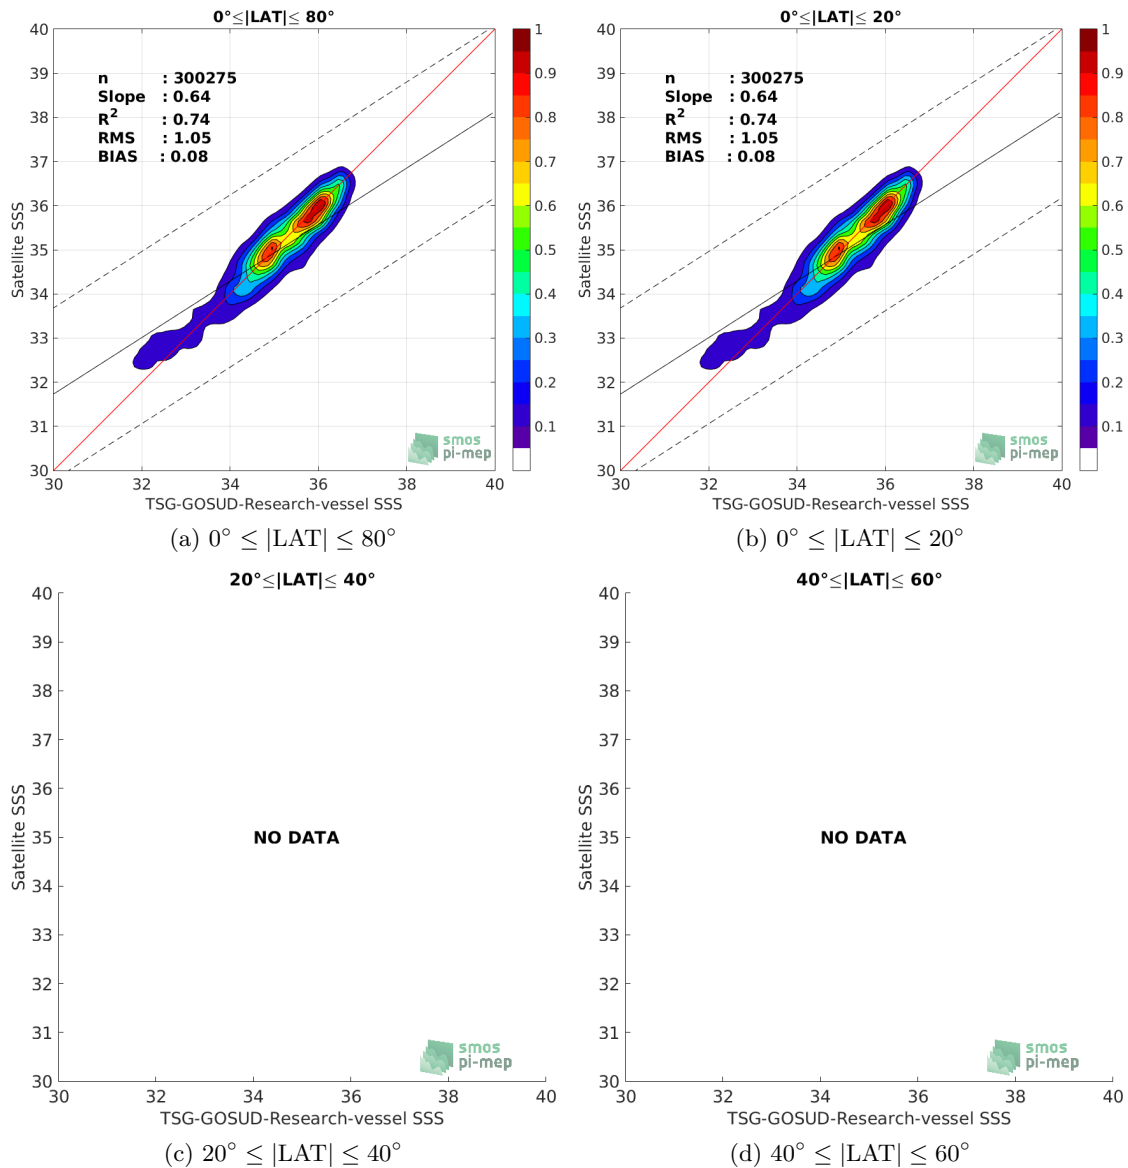 0°≤|LAT|≤ 80°
40
39
38
37
36
35
34
33
32
31
30
Satellite SSS
n : 300275
Slope : 0.64
R² : 0.74
RMS : 1.05
BIAS : 0.08
smos
pi-mep
30 32 34 36 38 40
TSG-GOSUD-Research-vessel SSS
1
0.9
0.8
0.7
0.6
0.5
0.4
0.3
0.2
0.1
(a) 0° ≤ |LAT| ≤ 80°
0°≤|LAT|≤ 20°
40
39
38
37
36
35
34
33
32
31
30
Satellite SSS
n : 300275
Slope : 0.64
R² : 0.74
RMS : 1.05
BIAS : 0.08
smos
pi-mep
30 32 34 36 38 40
TSG-GOSUD-Research-vessel SSS
1
0.9
0.8
0.7
0.6
0.5
0.4
0.3
0.2
0.1
(b) 0° ≤ |LAT| ≤ 20°
20°≤|LAT|≤ 40°
40
39
38
37
36
35
34
33
32
31
30
Satellite SSS
NO DATA
smos
pi-mep
30 32 34 36 38 40
TSG-GOSUD-Research-vessel SSS
(c) 20° ≤ |LAT| ≤ 40°
40°≤|LAT|≤ 60°
40
39
38
37
36
35
34
33
32
31
30
Satellite SSS
NO DATA
smos
pi-mep
30 32 34 36 38 40
TSG-GOSUD-Research-vessel SSS
(d) 40° ≤ |LAT| ≤ 60°